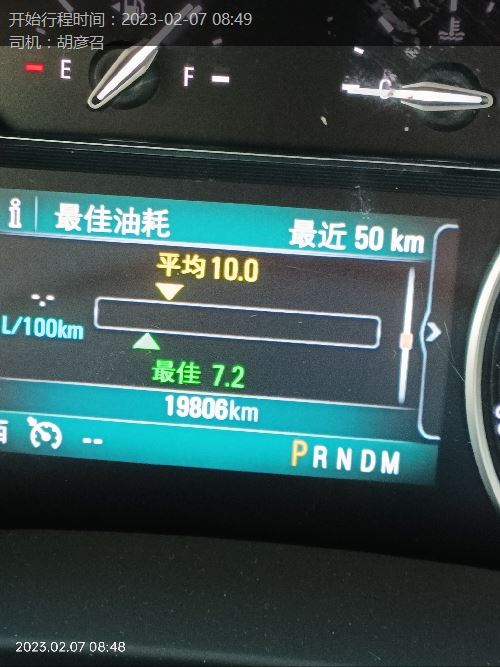 开始行程时间：2023-02-07 08:49
司机：胡彦召
E F C
最佳油耗 最近 50 km
平均 10.0
--
L/100km
最佳 7.2
19806km
-- PRNDM
2023.02.07 08:48